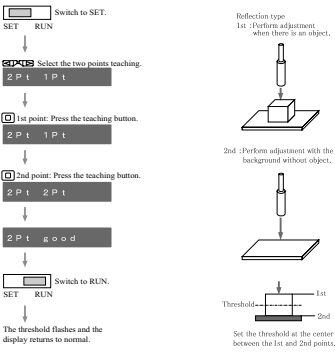 Switch to SET.
SET RUN
Select the two points teaching.
2Pt 1Pt
1st point: Press the teaching button.
2Pt 1Pt
2nd point: Press the teaching button.
2Pt 2Pt
2Pt good
Switch to RUN.
SET RUN
The threshold flashes and the
display returns to normal.
Reflection type
1st :Perform adjustment
when there is an object.
2nd :Perform adjustment with the
background without object.
1st
Threshold
2nd
Set the threshold at the center
between the 1st and 2nd points.